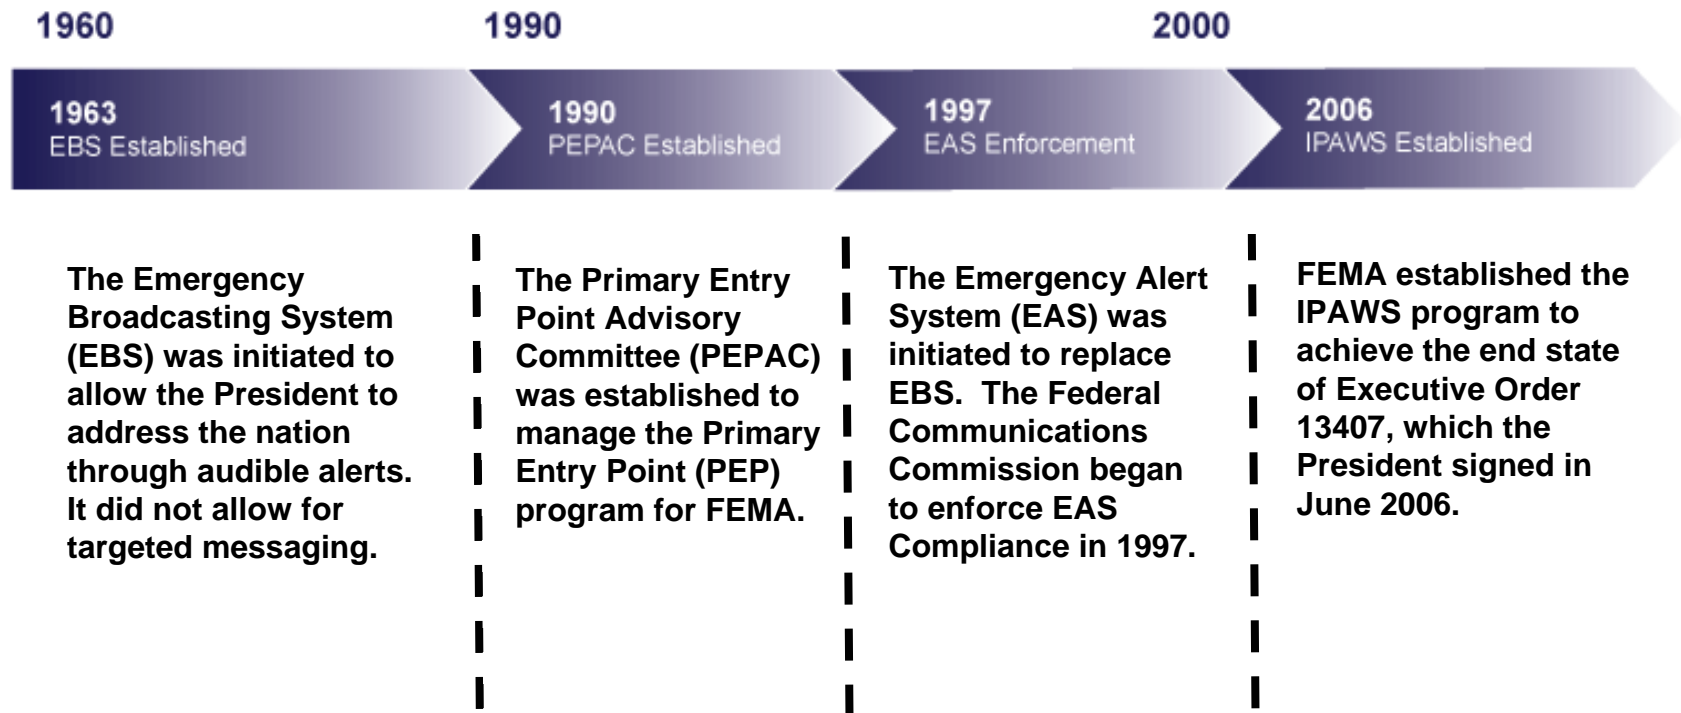 1960
1990
2000
1963
EBS Established
1990
PEPAC Established
1997
EAS Enforcement
2006
IPAWS Established
The Emergency
Broadcasting System
(EBS) was initiated to
allow the President to
address the nation
through audible alerts.
It did not allow for
targeted messaging.
The Primary Entry
Point Advisory
Committee (PEPAC)
was established to
manage the Primary
Entry Point (PEP)
program for FEMA.
The Emergency Alert
System (EAS) was
initiated to replace
EBS.  The Federal
Communications
Commission began
to enforce EAS
Compliance in 1997.
FEMA established the
IPAWS program to
achieve the end state
of Executive Order
13407, which the
President signed in
June 2006.